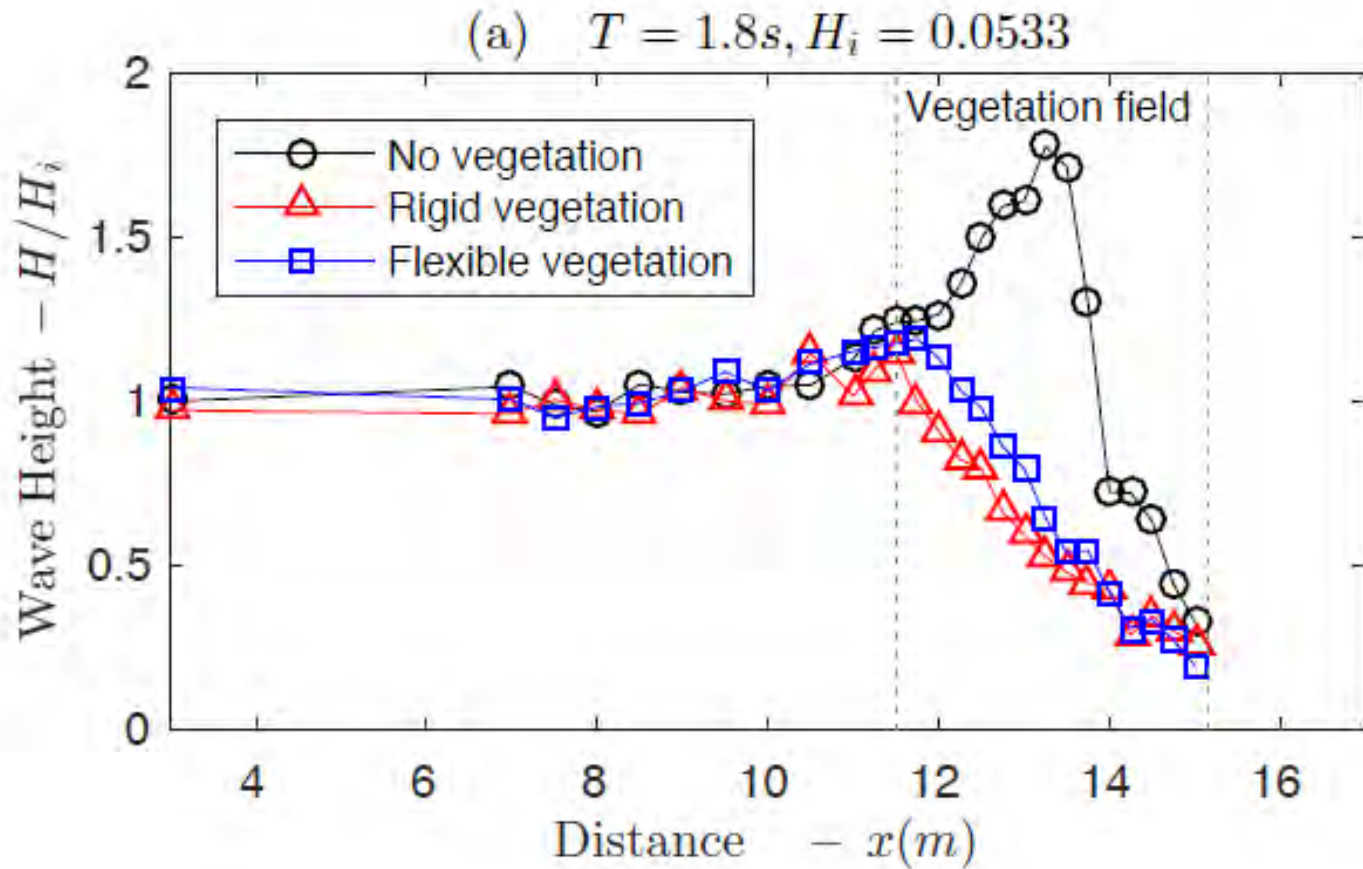 (a) T = 1.8s, H_i = 0.0533
Vegetation field
No vegetation
Rigid vegetation
Flexible vegetation
Wave Height − H/H_i
2
1.5
1
0.5
0
4 6 8 10 12 14 16
Distance − x(m)